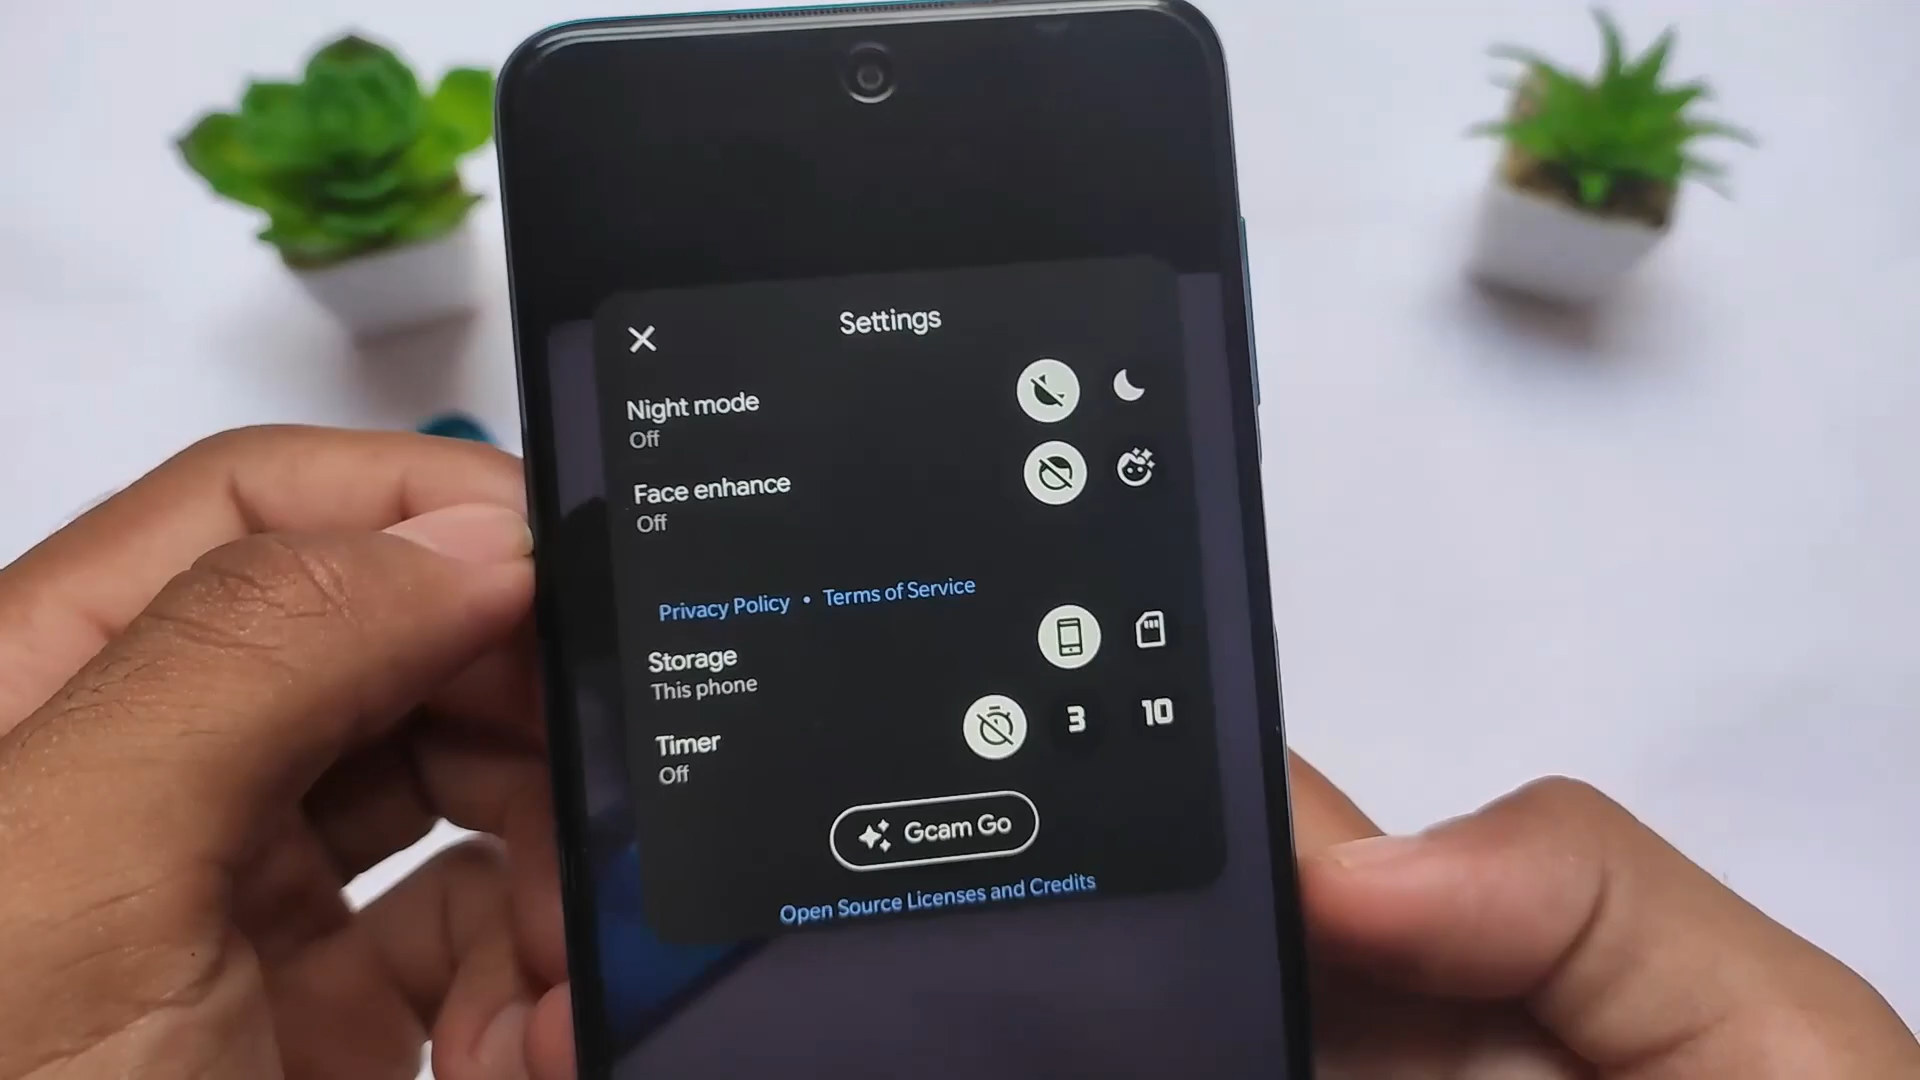 Settings
Night mode
Off
Face enhance
Off
Privacy Policy • Terms of Service
Storage
This phone
Timer
Off
3
10
Gcam Go
Open Source Licenses and Credits